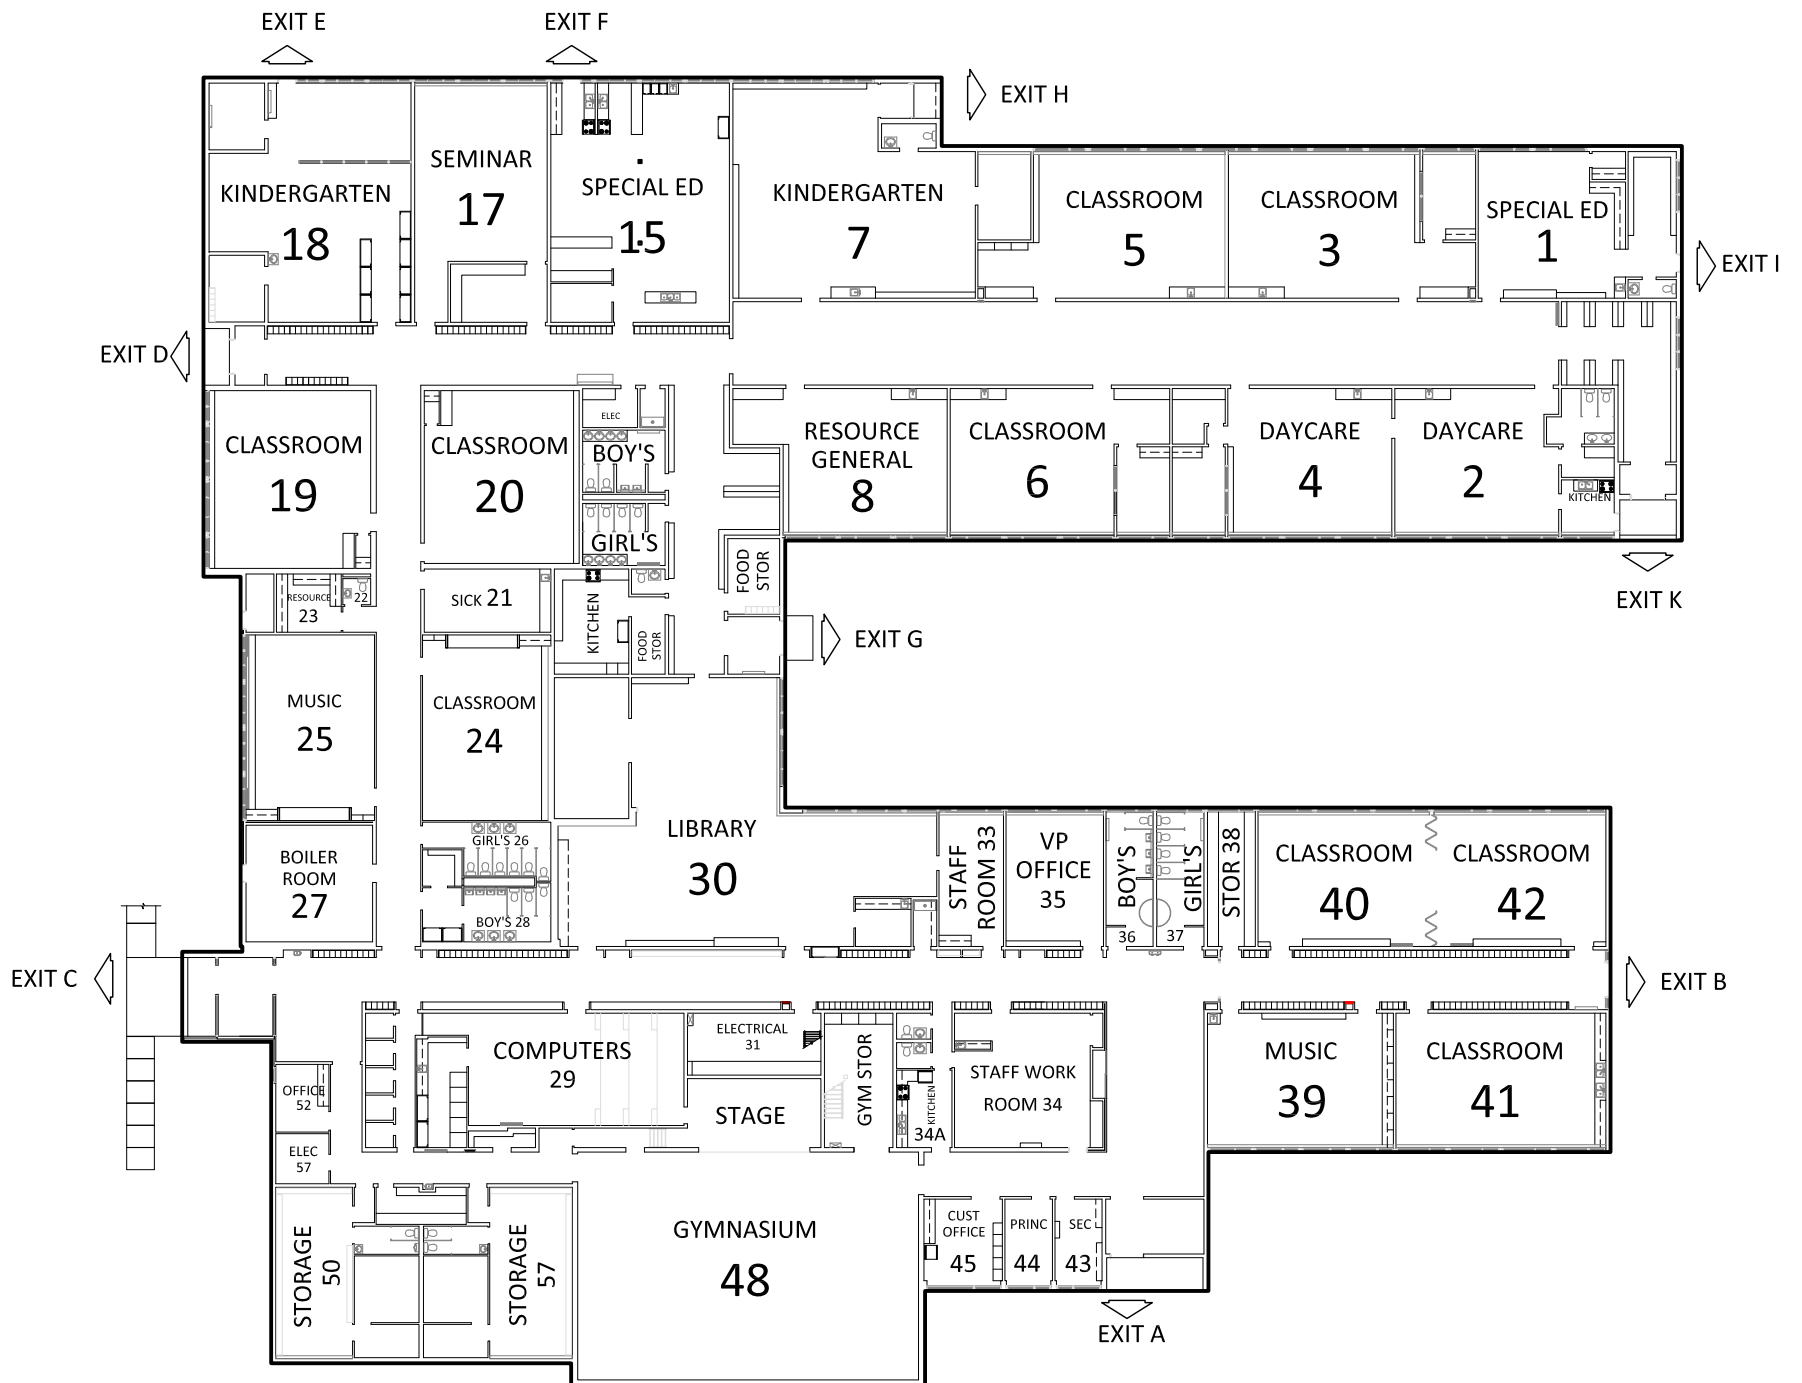 EXIT E
EXIT F
EXIT H
KINDERGARTEN
18
SEMINAR
17
SPECIAL ED
15
KINDERGARTEN
7
CLASSROOM
5
CLASSROOM
3
SPECIAL ED
1
EXIT I
EXIT D
CLASSROOM
19
CLASSROOM
20
ELEC
BOY'S
GIRL'S
RESOURCE
GENERAL
8
CLASSROOM
6
DAYCARE
4
DAYCARE
2
KITCHEN
EXIT K
FOOD
STOR
RESOURCE
23
22
SICK 21
KITCHEN
FOOD
STOR
EXIT G
MUSIC
25
CLASSROOM
24
BOILER
ROOM
27
GIRL'S 26
BOY'S 28
LIBRARY
30
STAFF
ROOM 33
VP
OFFICE
35
BOY'S
36
GIRL'S
37
STOR 38
CLASSROOM
40
CLASSROOM
42
EXIT C
EXIT B
COMPUTERS
29
ELECTRICAL
31
STAGE
GYM STOR
KITCHEN
34A
STAFF WORK
ROOM 34
MUSIC
39
CLASSROOM
41
OFFICE
52
ELEC
57
STORAGE
50
STORAGE
57
GYMNASIUM
48
CUST
OFFICE
45
PRINC
44
SEC
43
EXIT A